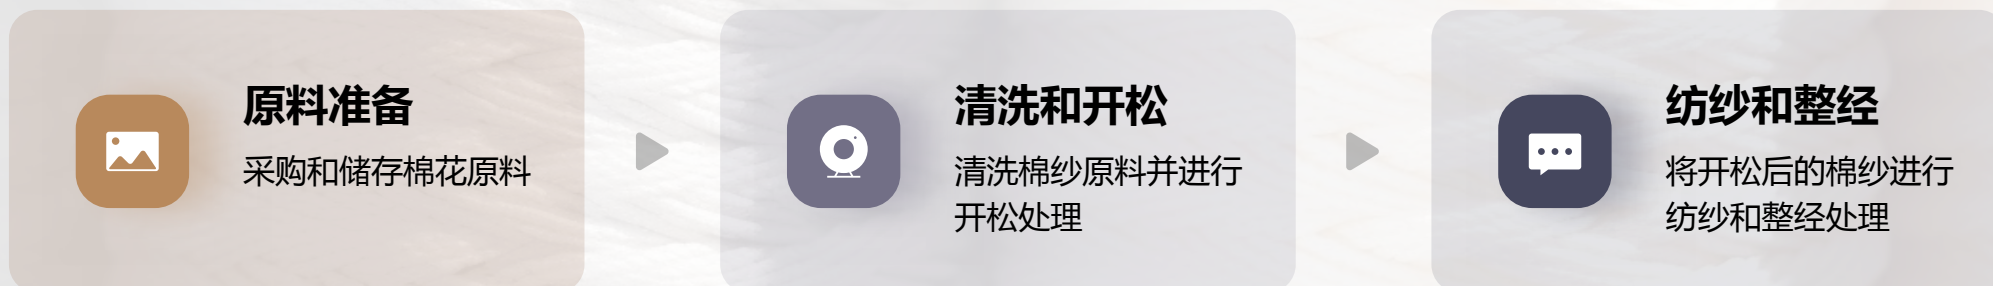 原料准备
采购和储存棉花原料
清洗和开松
清洗棉纱原料并进行
开松处理
纺纱和整经
将开松后的棉纱进行
纺纱和整经处理